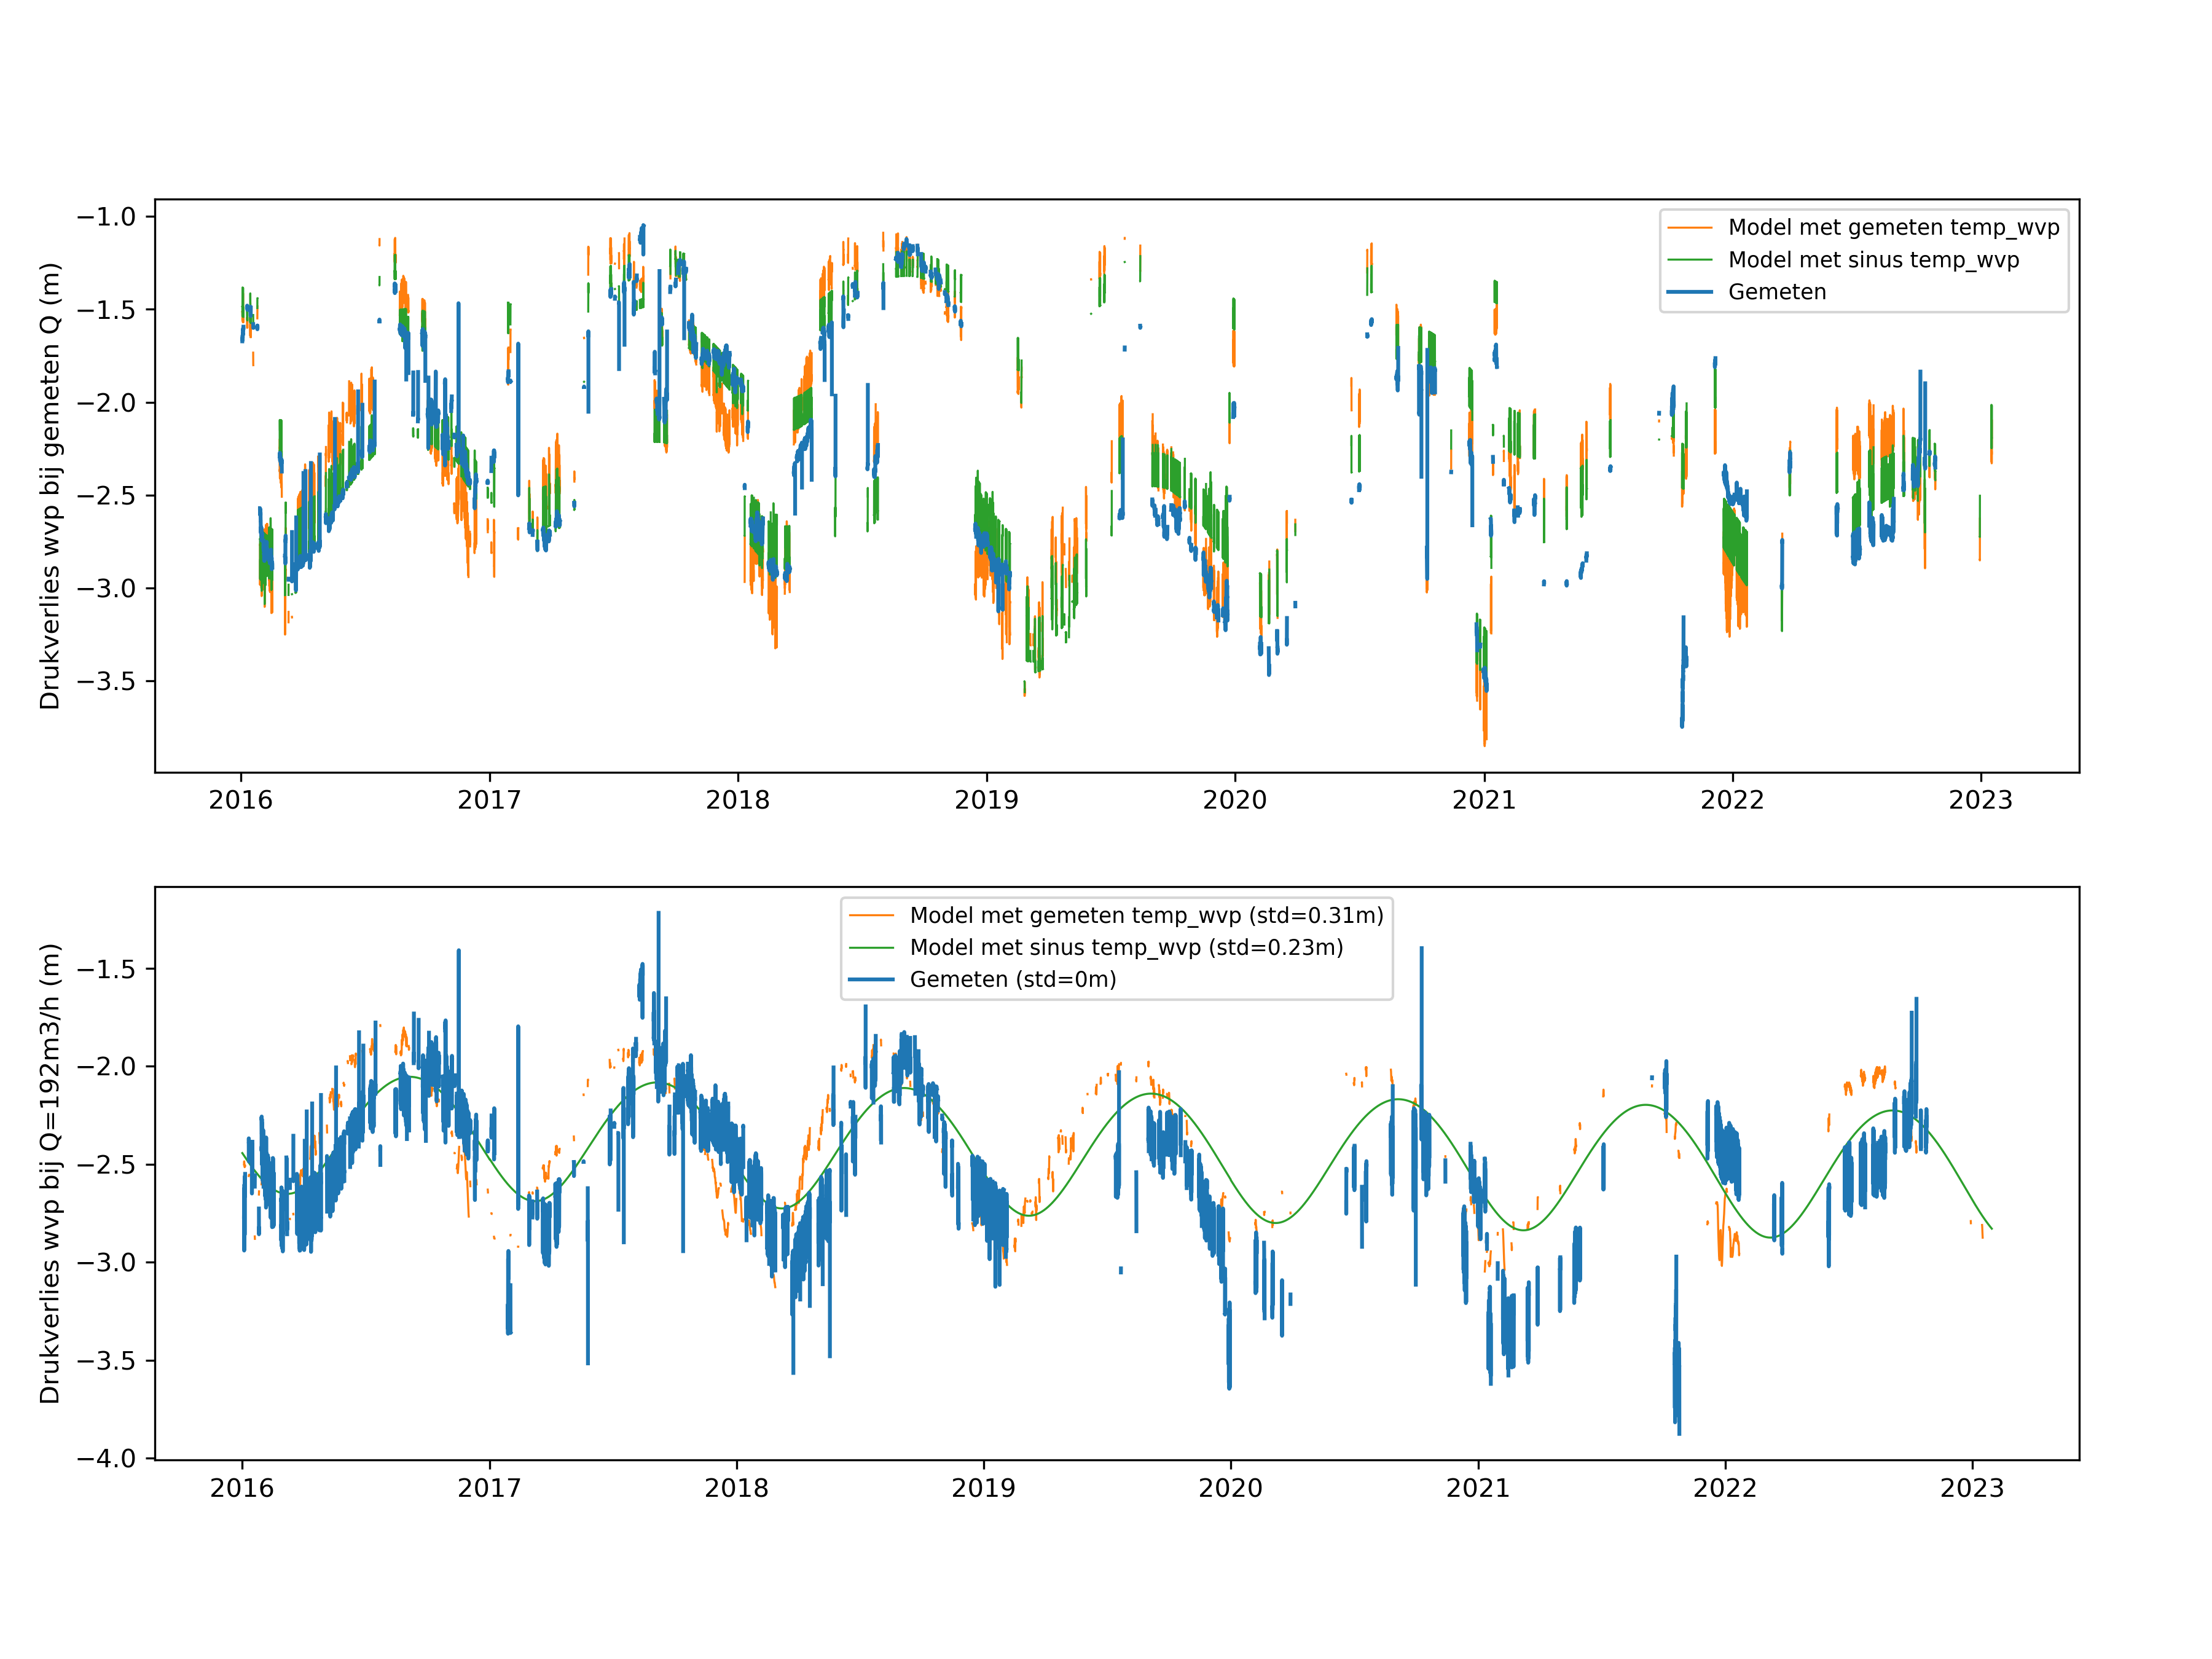 Drukverlies wvp bij gemeten Q (m)
−1.0
−1.5
−2.0
−2.5
−3.0
−3.5
Model met gemeten temp_wvp
Model met sinus temp_wvp
Gemeten
2016 2017 2018 2019 2020 2021 2022 2023
Drukverlies wvp bij Q=192m3/h (m)
−1.5
−2.0
−2.5
−3.0
−3.5
−4.0
Model met gemeten temp_wvp (std=0.31m)
Model met sinus temp_wvp (std=0.23m)
Gemeten (std=0m)
2016 2017 2018 2019 2020 2021 2022 2023